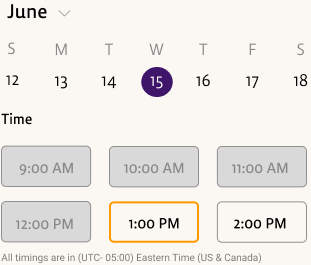 June
S M T W T F S
12 13 14 15 16 17 18
Time
9:00 AM 10:00 AM 11:00 AM
12:00 PM 1:00 PM 2:00 PM
All timings are in (UTC- 05:00) Eastern Time (US & Canada)